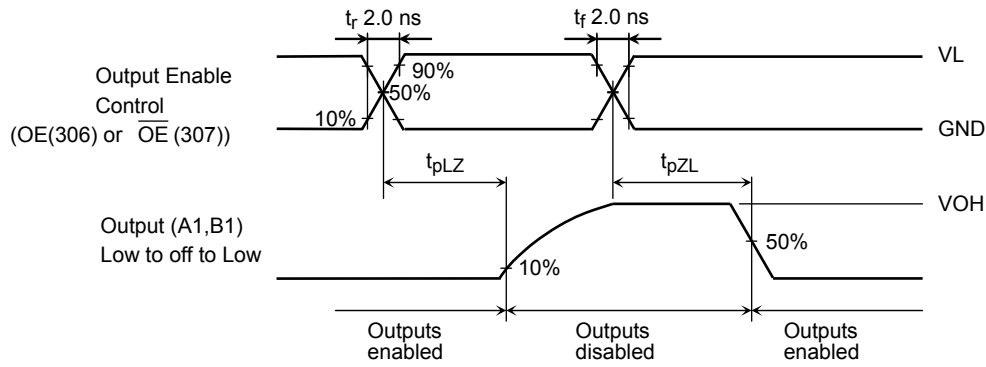 tr 2.0 ns
tf 2.0 ns
VL
90%
50%
10%
GND
Output Enable
Control
(OE(306) or O̅E̅ (307))
tpLZ
tpZL
VOH
Output (A1,B1)
Low to off to Low
50%
10%
Outputs
enabled
Outputs
disabled
Outputs
enabled